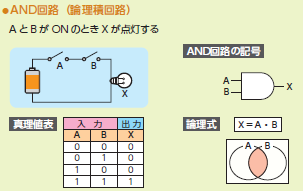 ●AND回路（論理積回路）
AとBがONのときXが点灯する
A B
X
AND回路の記号
A
B
X
真理値表
入 力 出 力
A B X
0 0 0
0 1 0
1 0 0
1 1 1
論理式 X＝A・B
A B